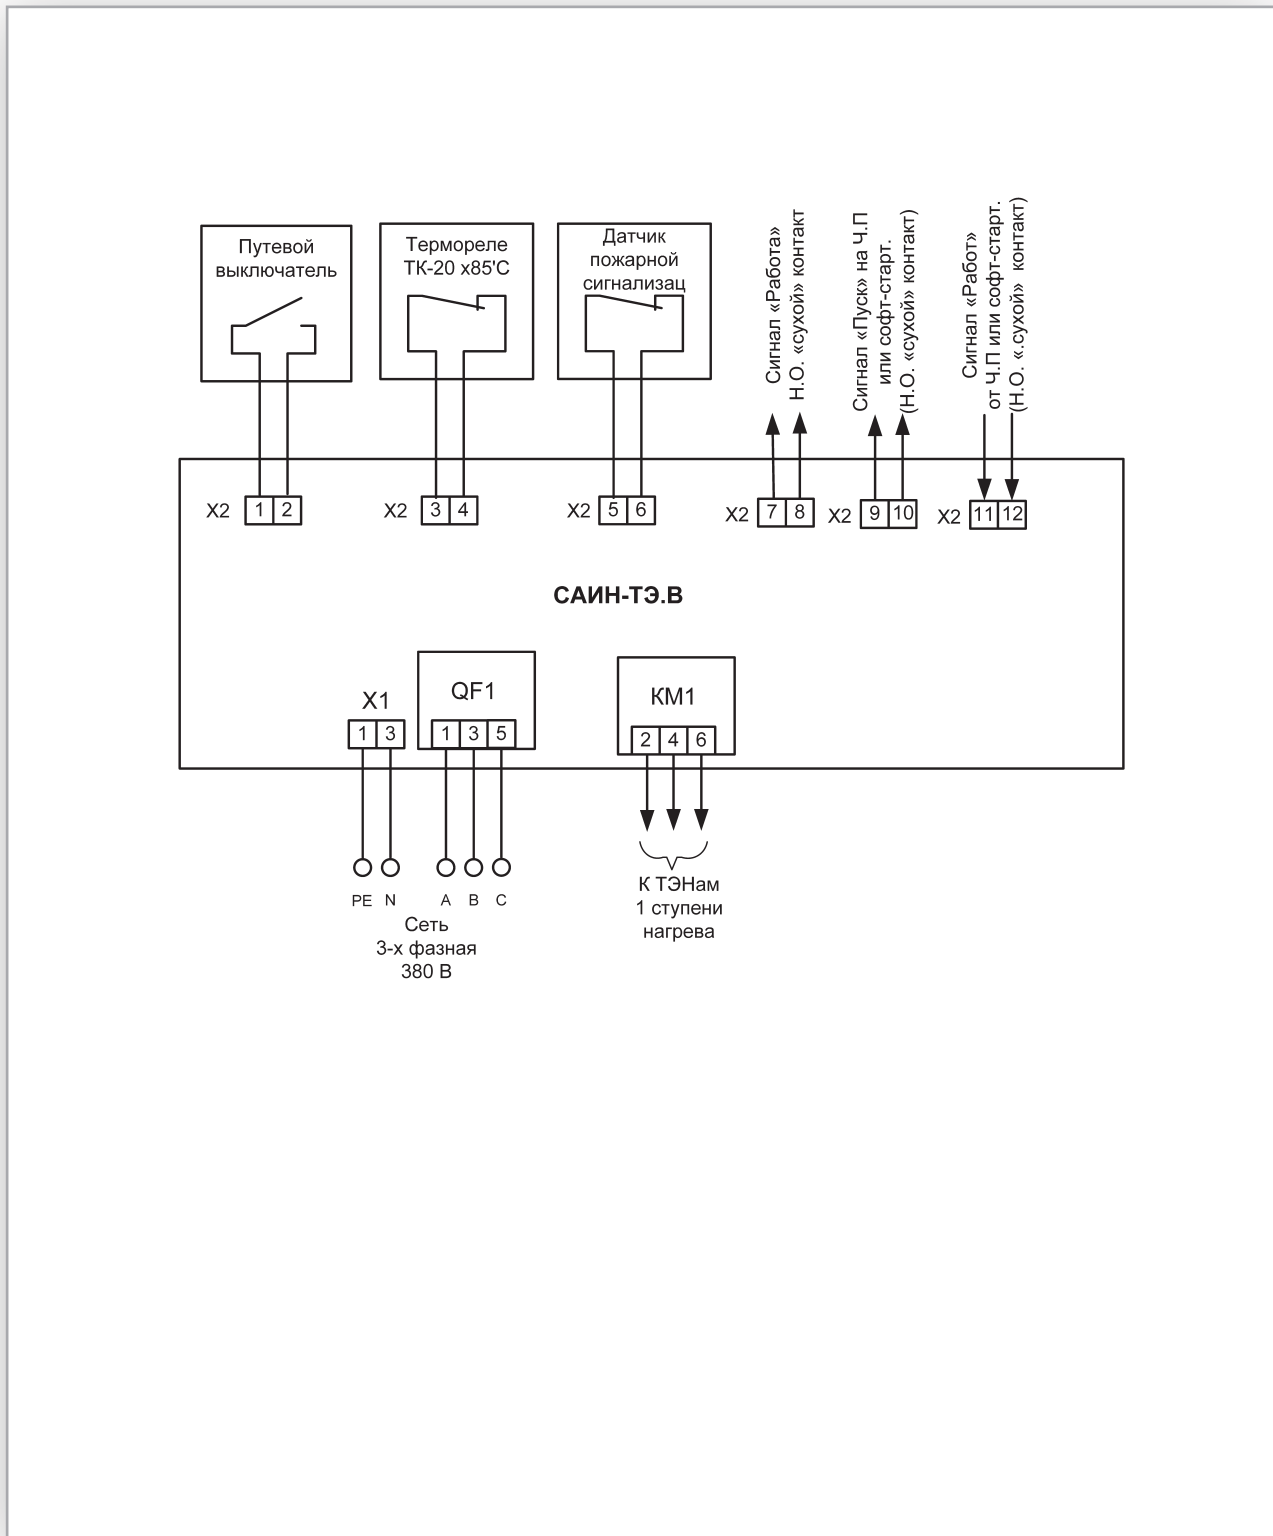 Путевой
выключатель
Термореле
ТК-20 х85'С
Датчик
пожарной
сигнализац
Сигнал «Работа»
Н.О. «сухой» контакт
Сигнал «Пуск» на Ч.П
или софт-старт.
(Н.О. «сухой» контакт)
Сигнал «Работ»
от Ч.П или софт-старт.
(Н.О. «.сухой» контакт)
X2 1 2
X2 3 4
X2 5 6
X2 7 8
X2 9 10
X2 11 12
САИН-ТЭ.В
X1
1 3
QF1
1 3 5
КМ1
2 4 6
PE N A B C
Сеть
3-х фазная
380 В
К ТЭНам
1 ступени
нагрева